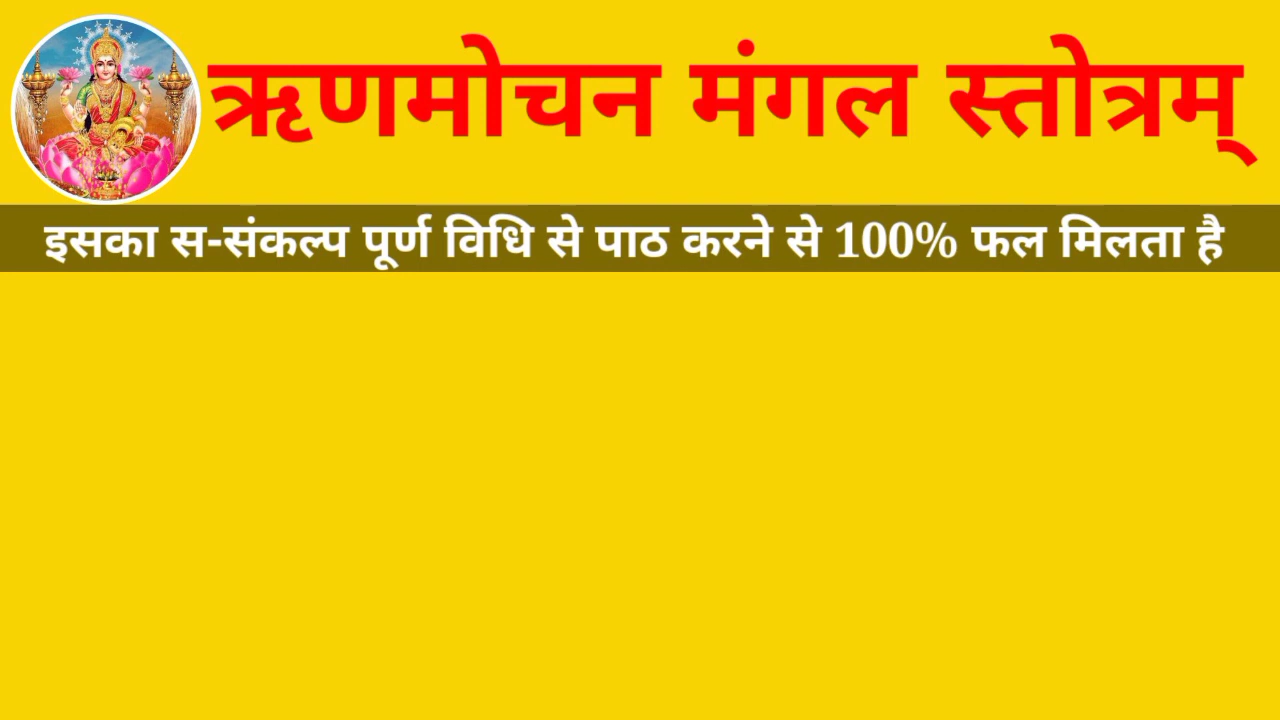 ऋणमोचन मंगल स्तोत्रम्
इसका स-संकल्प पूर्ण विधि से पाठ करने से 100% फल मिलता है